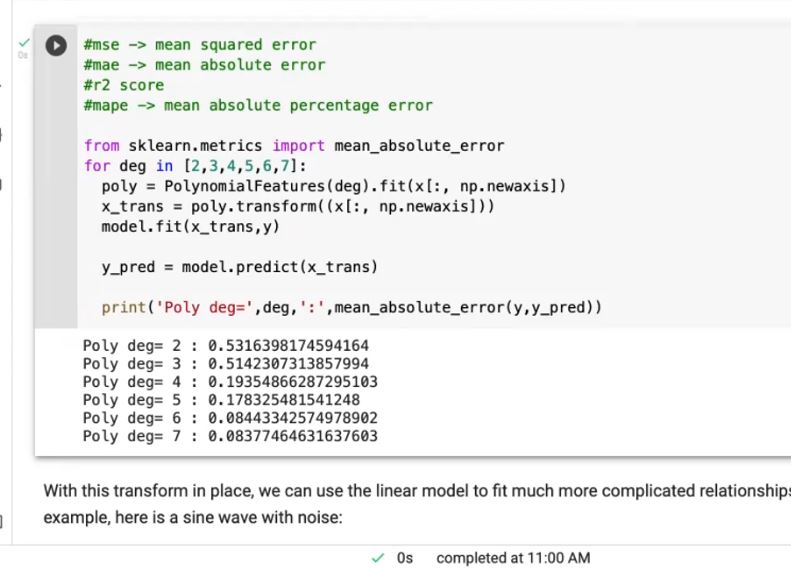 #mse -> mean squared error
#mae -> mean absolute error
#r2 score
#mape -> mean absolute percentage error
from sklearn.metrics import mean_absolute_error
for deg in [2,3,4,5,6,7]:
  poly = PolynomialFeatures(deg).fit(x[:, np.newaxis])
  x_trans = poly.transform((x[:, np.newaxis]))
  model.fit(x_trans,y)
  y_pred = model.predict(x_trans)
  print('Poly deg=',deg,':',mean_absolute_error(y,y_pred))
0s
Poly deg= 2 : 0.5316398174594164
Poly deg= 3 : 0.5142307313857994
Poly deg= 4 : 0.19354866287295103
Poly deg= 5 : 0.178325481541248
Poly deg= 6 : 0.08443342574978902
Poly deg= 7 : 0.08377464631637603
With this transform in place, we can use the linear model to fit much more complicated relationships
example, here is a sine wave with noise:
0s completed at 11:00 AM